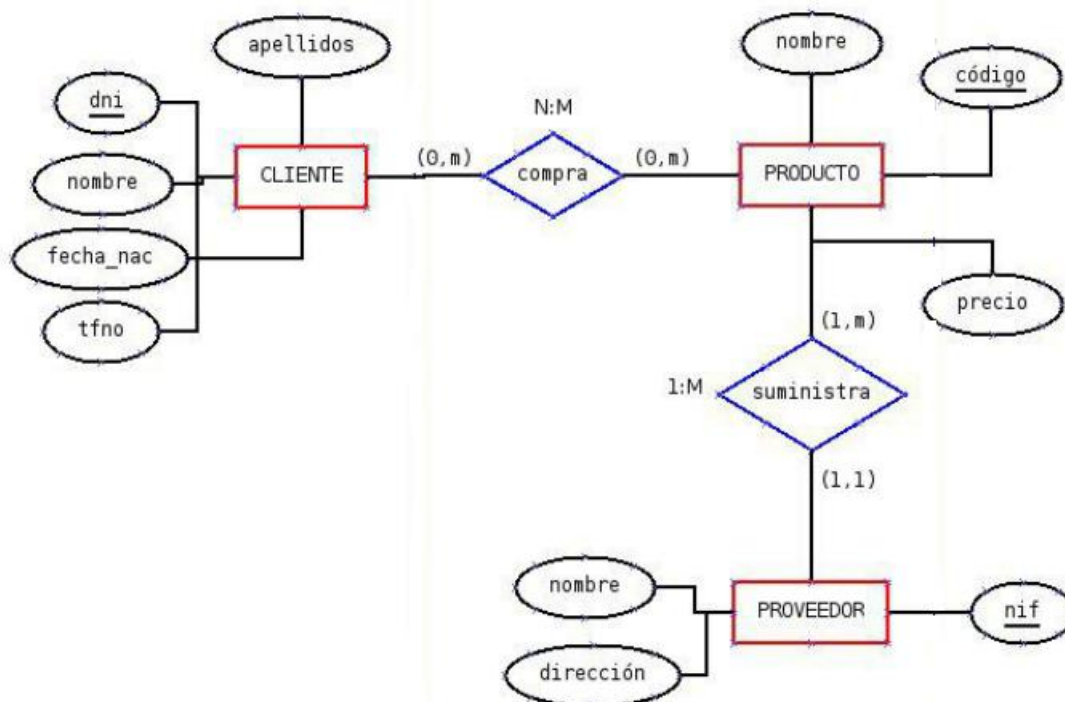 apellidos
nombre
dni
código
N:M
nombre
CLIENTE
(0,m)
compra
(0,m)
PRODUCTO
fecha_nac
tfno
precio
(1,m)
1:M
suministra
(1,1)
nombre
PROVEEDOR
nif
dirección